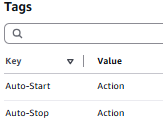 Tags
Key Value
Auto-Start Action
Auto-Stop Action